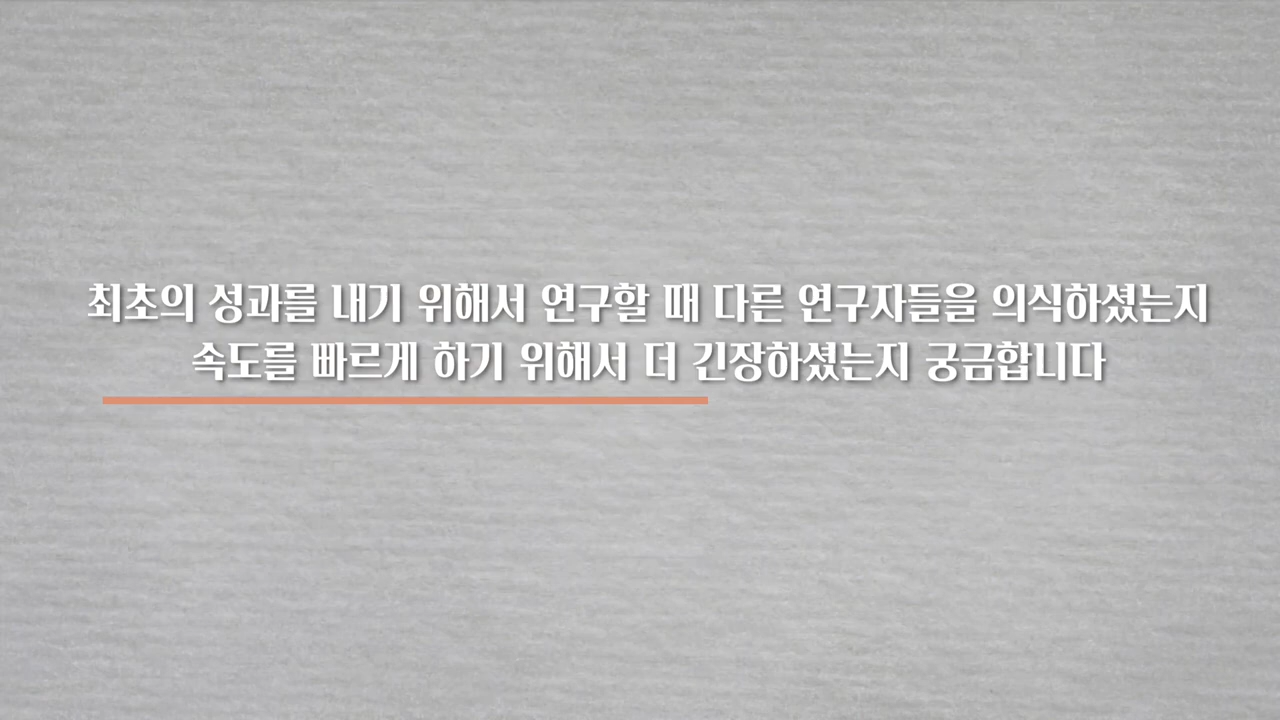 최초의 성과를 내기 위해서 연구할 때 다른 연구자들을 의식하셨는지
속도를 빠르게 하기 위해서 더 긴장하셨는지 궁금합니다